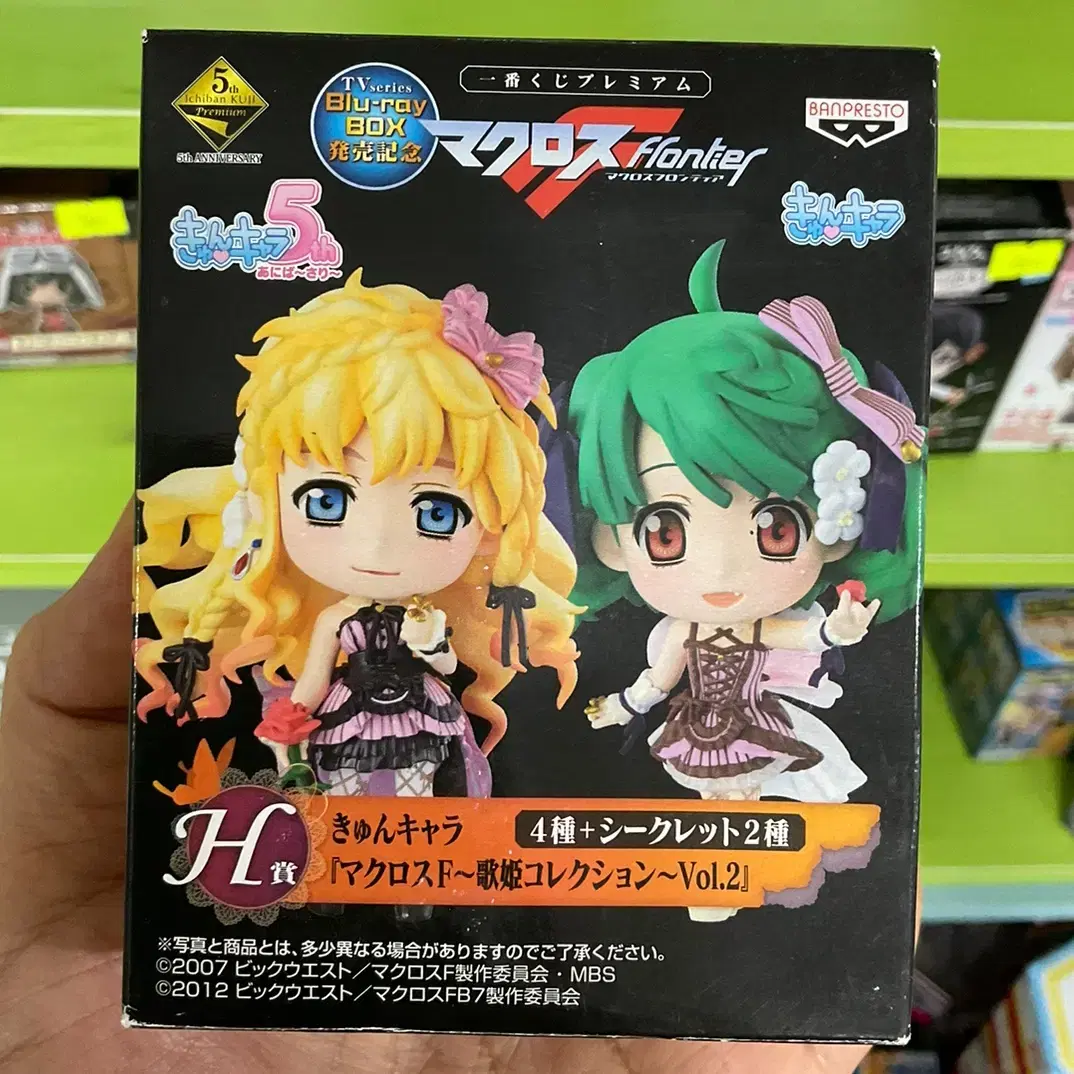 5th
Ichiban KUJI
Premium
5th ANNIVERSARY
TVseries
Blu-ray
BOX
発売記念
一番くじプレミアム
マクロスF frontier
マクロスフロンティア
BANPRESTO
きゅんキャラ5th
あにば〜さり〜
きゅんキャラ
H賞
きゅんキャラ 4種+シークレット2種
『マクロスF〜歌姫コレクション〜Vol.2』
※写真と商品とは、多少異なる場合がありますのでご了承ください。
©2007 ビックウエスト/マクロスF製作委員会・MBS
©2012 ビックウエスト/マクロスFB7製作委員会